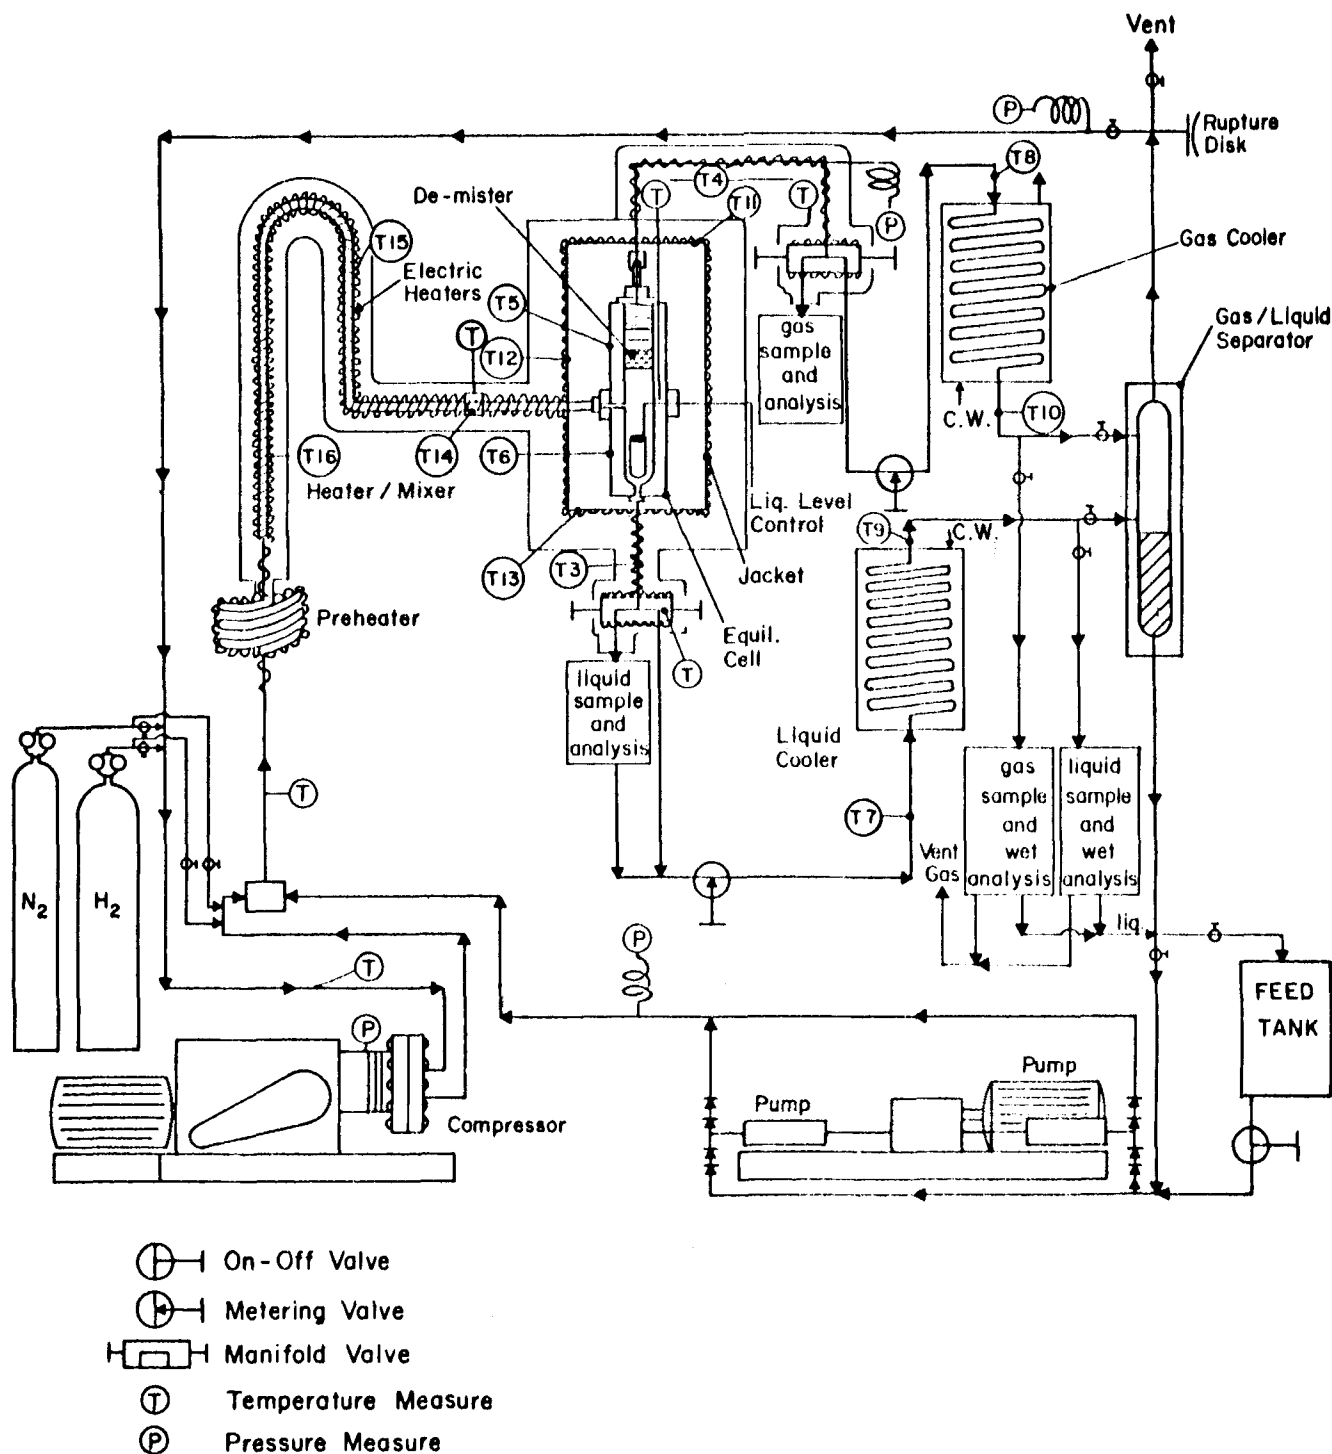 Vent
P
Rupture
Disk
T8
T4
T
T
T11
P
De-mister
Gas Cooler
T15
Electric
Heaters
T5
T
T12
gas
sample
and
analysis
Gas/Liquid
Separator
C.W.
T10
T14
T6
T16
Heater / Mixer
Liq. Level
Control
T9
C.W.
T13
T3
Jacket
Preheater
Equil.
Cell
T
liquid
sample
and
analysis
Liquid
Cooler
T
T7
gas
sample
and
wet
analysis
liquid
sample
and
wet
analysis
Vent
Gas
N2
H2
liq.
P
T
FEED
TANK
P
Pump
Pump
Compressor
On-Off Valve
Metering Valve
Manifold Valve
T Temperature Measure
P Pressure Measure